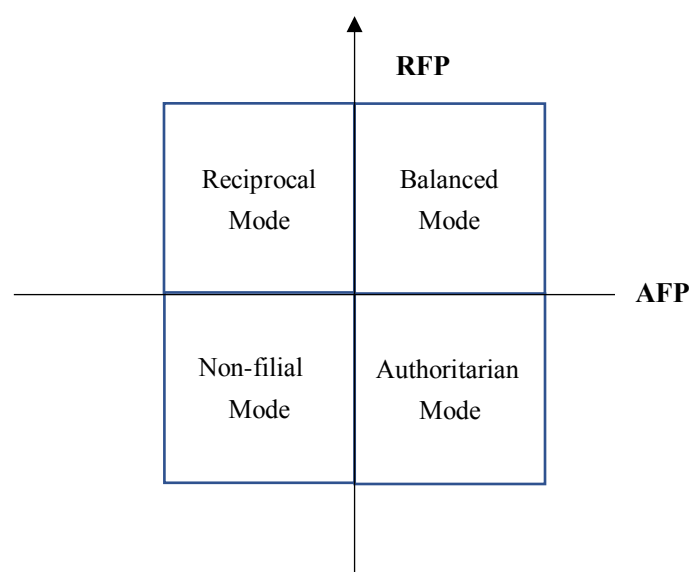 RFP
Reciprocal
Mode
Balanced
Mode
AFP
Non-filial
Mode
Authoritarian
Mode